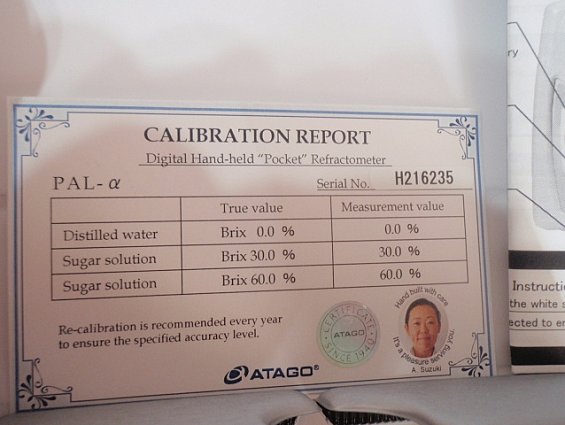 CALIBRATION REPORT
Digital Hand-held "Pocket" Refractometer
PAL-α
Serial No. H216235
True value Measurement value
Distilled water Brix 0.0 % 0.0 %
Sugar solution Brix 30.0 % 30.0 %
Sugar solution Brix 60.0 % 60.0 %
Re-calibration is recommended every year
to ensure the specified accuracy level.
CERTIFICATE
ATAGO
SINCE 1940
Hand built with care
It's a pleasure serving you.
A. Suzuki
ATAGO®
ry
Instructi
the white s
ected to en